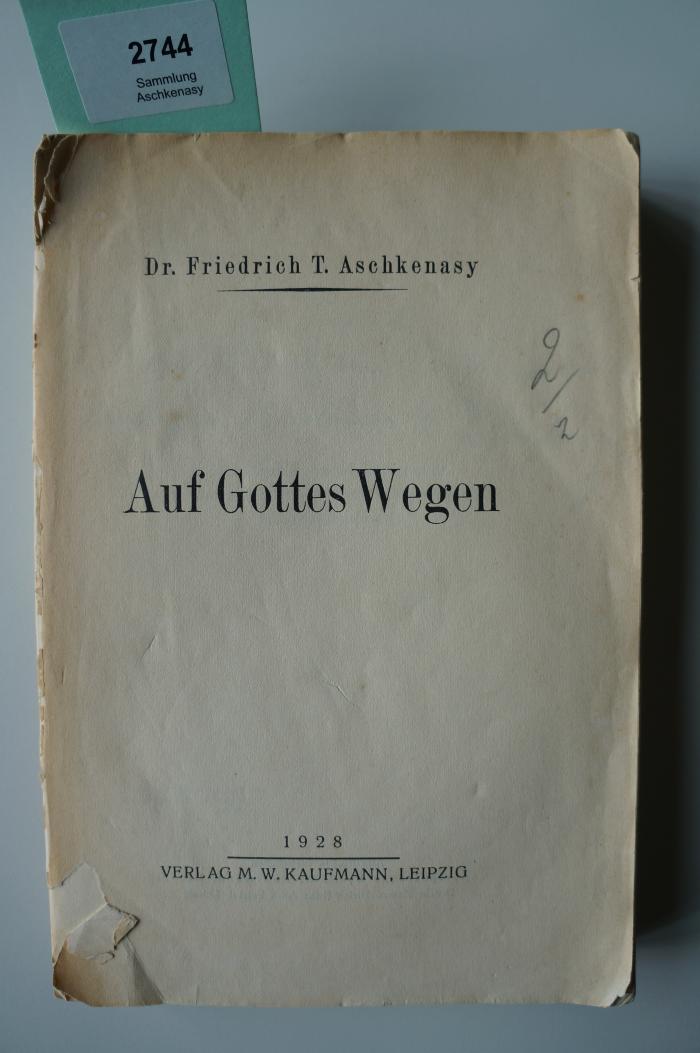 2744
Sammlung
Aschkenasy
Dr. Friedrich T. Aschkenasy
2/2
Auf Gottes Wegen
1928
VERLAG M. W. KAUFMANN, LEIPZIG